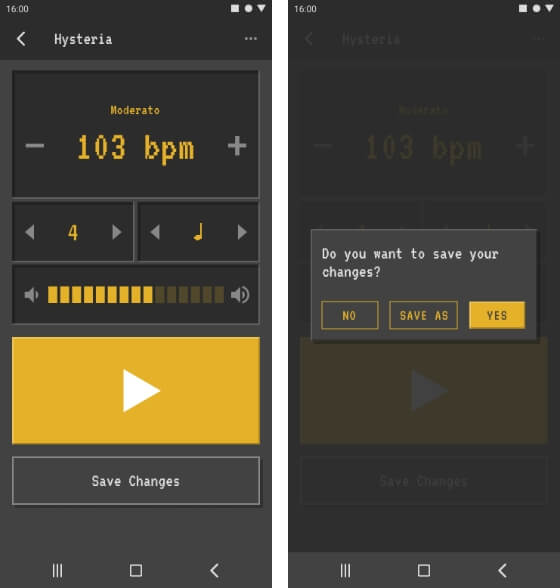 16:00
Hysteria
Moderato
103 bpm
4
Save Changes
16:00
Hysteria
Moderato
103 bpm
Do you want to save your
changes?
NO
SAVE AS
YES
Save Changes